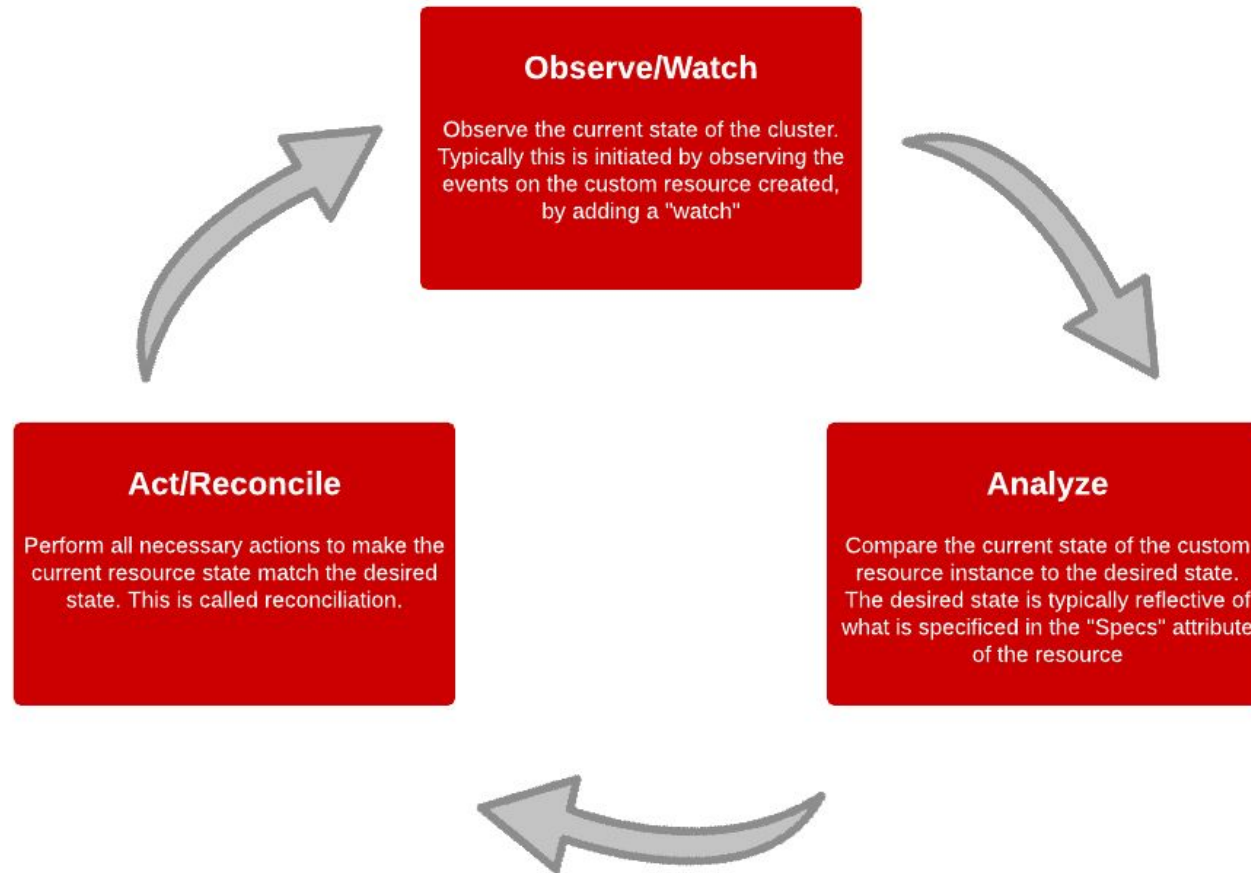 Observe/Watch
Observe the current state of the cluster.
Typically this is initiated by observing the
events on the custom resource created,
by adding a "watch"
Act/Reconcile
Perform all necessary actions to make the
current resource state match the desired
state. This is called reconciliation.
Analyze
Compare the current state of the custom
resource instance to the desired state.
The desired state is typically reflective of
what is specificed in the "Specs" attribute
of the resource